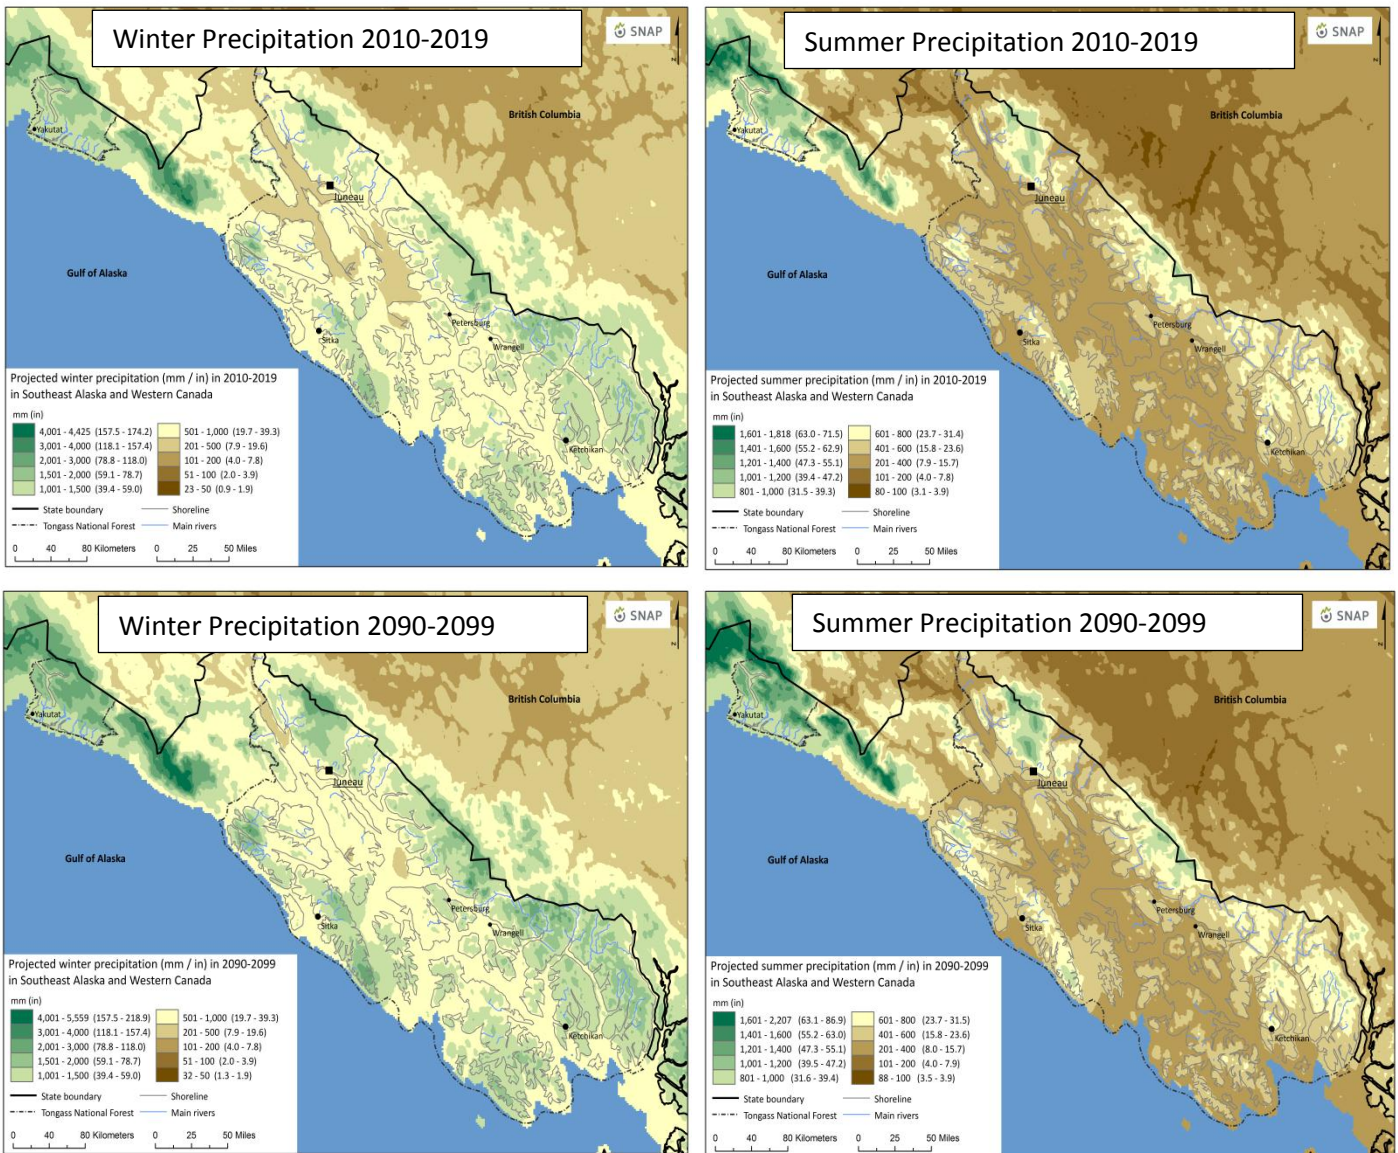 Winter Precipitation 2010-2019
SNAP
N
British Columbia
Yakutat
Juneau
Gulf of Alaska
Petersburg
Sitka
Wrangell
Ketchikan
Projected winter precipitation (mm / in) in 2010-2019
in Southeast Alaska and Western Canada
mm (in)
4,001 - 4,425 (157.5 - 174.2) 501 - 1,000 (19.7 - 39.3)
3,001 - 4,000 (118.1 - 157.4) 201 - 500 (7.9 - 19.6)
2,001 - 3,000 (78.8 - 118.0) 101 - 200 (4.0 - 7.8)
1,501 - 2,000 (59.1 - 78.7) 51 - 100 (2.0 - 3.9)
1,001 - 1,500 (39.4 - 59.0) 23 - 50 (0.9 - 1.9)
State boundary Shoreline
Tongass National Forest Main rivers
0 40 80 Kilometers 0 25 50 Miles
Summer Precipitation 2010-2019
SNAP
N
British Columbia
Yakutat
Juneau
Gulf of Alaska
Petersburg
Sitka
Wrangell
Ketchikan
Projected summer precipitation (mm / in) in 2010-2019
in Southeast Alaska and Western Canada
mm (in)
1,601 - 1,818 (63.0 - 71.5) 601 - 800 (23.7 - 31.4)
1,401 - 1,600 (55.2 - 62.9) 401 - 600 (15.8 - 23.6)
1,201 - 1,400 (47.3 - 55.1) 201 - 400 (7.9 - 15.7)
1,001 - 1,200 (39.4 - 47.2) 101 - 200 (4.0 - 7.8)
801 - 1,000 (31.5 - 39.3) 80 - 100 (3.1 - 3.9)
State boundary Shoreline
Tongass National Forest Main rivers
0 40 80 Kilometers 0 25 50 Miles
Winter Precipitation 2090-2099
SNAP
N
British Columbia
Yakutat
Juneau
Gulf of Alaska
Petersburg
Sitka
Wrangell
Ketchikan
Projected winter precipitation (mm / in) in 2090-2099
in Southeast Alaska and Western Canada
mm (in)
4,001 - 5,559 (157.5 - 218.9) 501 - 1,000 (19.7 - 39.3)
3,001 - 4,000 (118.1 - 157.4) 201 - 500 (7.9 - 19.6)
2,001 - 3,000 (78.8 - 118.0) 101 - 200 (4.0 - 7.8)
1,501 - 2,000 (59.1 - 78.7) 51 - 100 (2.0 - 3.9)
1,001 - 1,500 (39.4 - 59.0) 32 - 50 (1.3 - 1.9)
State boundary Shoreline
Tongass National Forest Main rivers
0 40 80 Kilometers 0 25 50 Miles
Summer Precipitation 2090-2099
SNAP
N
British Columbia
Yakutat
Juneau
Gulf of Alaska
Petersburg
Sitka
Wrangell
Ketchikan
Projected summer precipitation (mm / in) in 2090-2099
in Southeast Alaska and Western Canada
mm (in)
1,601 - 2,207 (63.1 - 86.9) 601 - 800 (23.7 - 31.5)
1,401 - 1,600 (55.2 - 63.0) 401 - 600 (15.8 - 23.6)
1,201 - 1,400 (47.3 - 55.1) 201 - 400 (8.0 - 15.7)
1,001 - 1,200 (39.5 - 47.2) 101 - 200 (4.0 - 7.9)
801 - 1,000 (31.6 - 39.4) 88 - 100 (3.5 - 3.9)
State boundary Shoreline
Tongass National Forest Main rivers
0 40 80 Kilometers 0 25 50 Miles